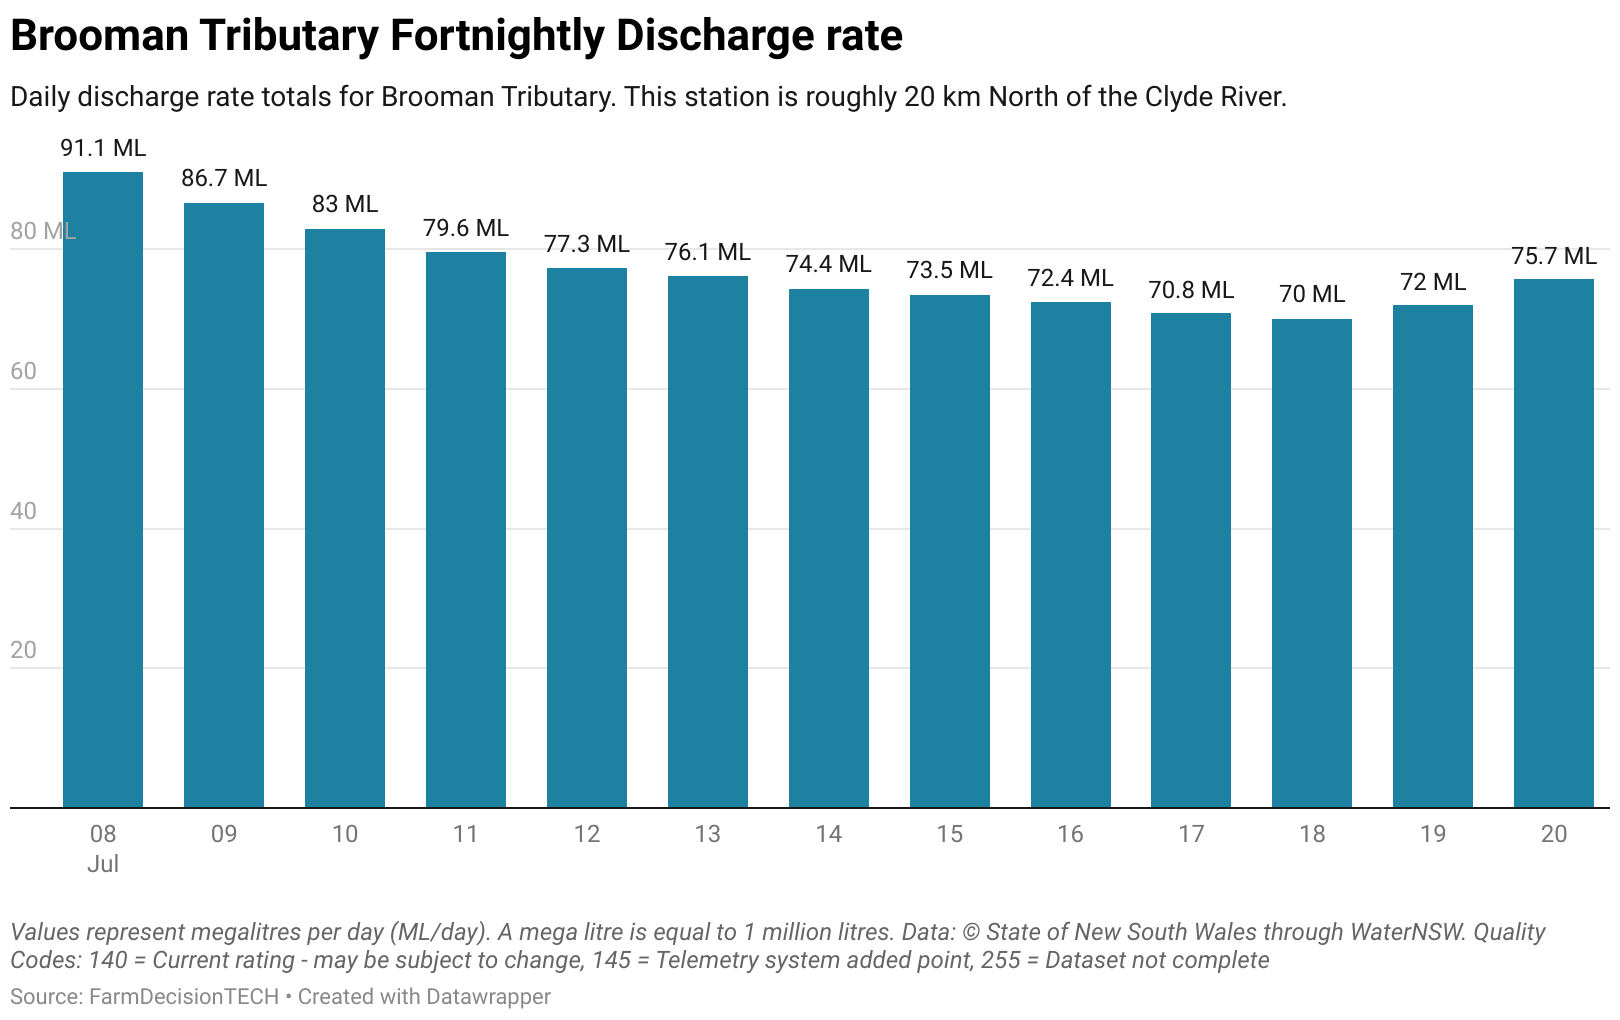 Brooman Tributary Fortnightly Discharge rate
Daily discharge rate totals for Brooman Tributary. This station is roughly 20 km North of the Clyde River.
91.1 ML
86.7 ML
83 ML
79.6 ML
77.3 ML
76.1 ML
74.4 ML
73.5 ML
72.4 ML
70.8 ML
70 ML
72 ML
75.7 ML
80 ML
60
40
20
08 09 10 11 12 13 14 15 16 17 18 19 20
Jul
Values represent megalitres per day (ML/day). A mega litre is equal to 1 million litres. Data: © State of New South Wales through WaterNSW. Quality
Codes: 140 = Current rating - may be subject to change, 145 = Telemetry system added point, 255 = Dataset not complete
Source: FarmDecisionTECH • Created with Datawrapper